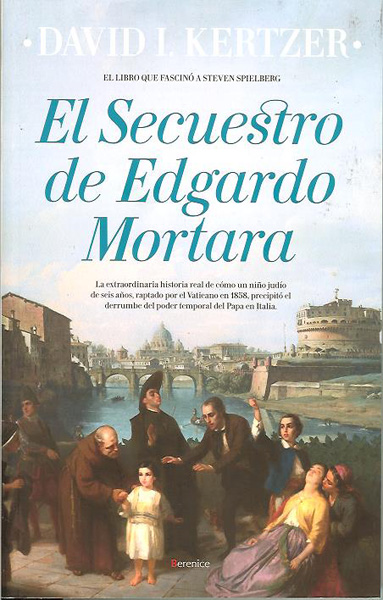 · DAVID I. KERTZER ·
EL LIBRO QUE FASCINÓ A STEVEN SPIELBERG
El Secuestro
de Edgardo
Mortara
La extraordinaria historia real de cómo un niño judío
de seis años, raptado por el Vaticano en 1858, precipitó el
derrumbe del poder temporal del Papa en Italia.
Berenice